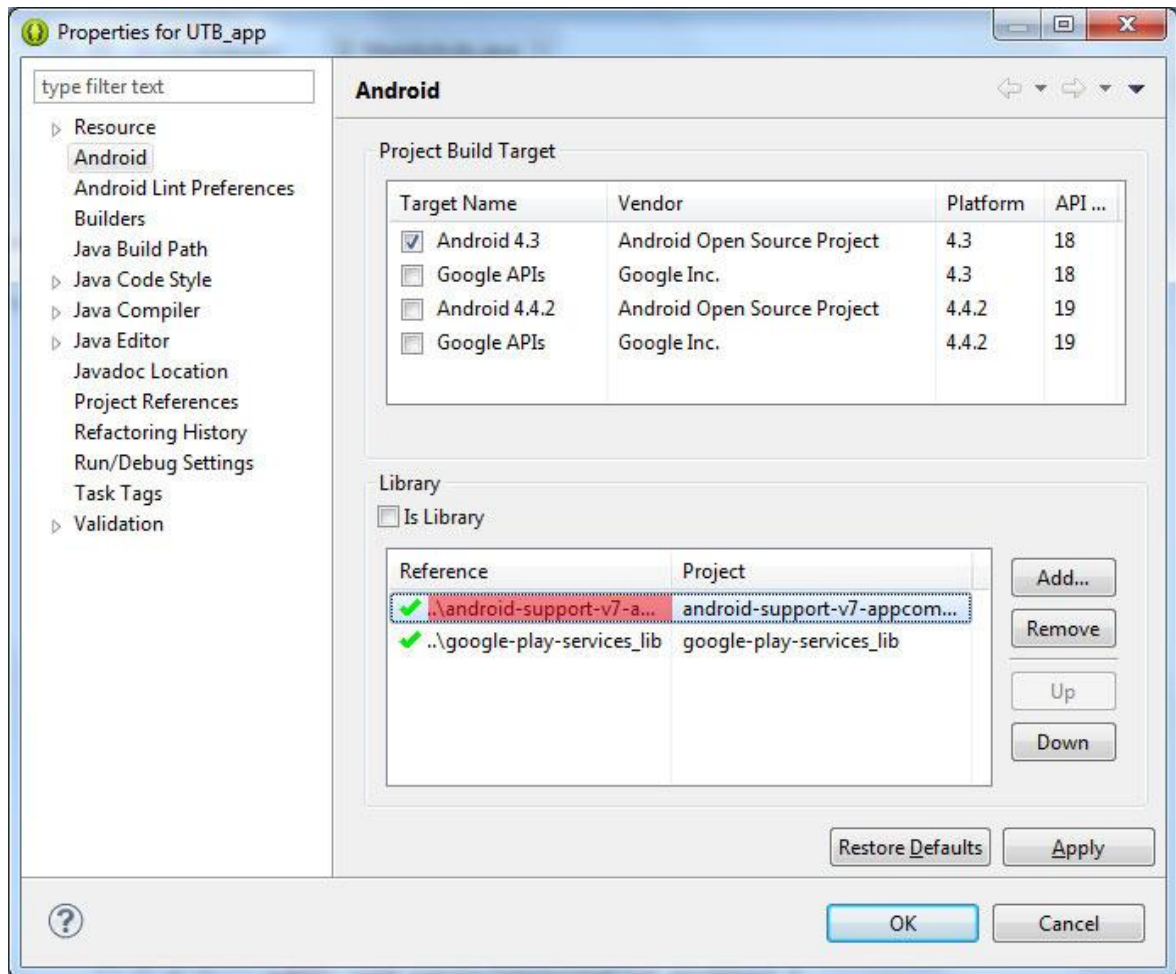 Properties for UTB_app
type filter text
Resource
Android
Android Lint Preferences
Builders
Java Build Path
Java Code Style
Java Compiler
Java Editor
Javadoc Location
Project References
Refactoring History
Run/Debug Settings
Task Tags
Validation
Android
Project Build Target
Target Name Vendor Platform API ...
Android 4.3 Android Open Source Project 4.3 18
Google APIs Google Inc. 4.3 18
Android 4.4.2 Android Open Source Project 4.4.2 19
Google APIs Google Inc. 4.4.2 19
Library
Is Library
Reference Project
..\android-support-v7-a... android-support-v7-appcom...
..\google-play-services_lib google-play-services_lib
Add...
Remove
Up
Down
Restore Defaults Apply
? OK Cancel